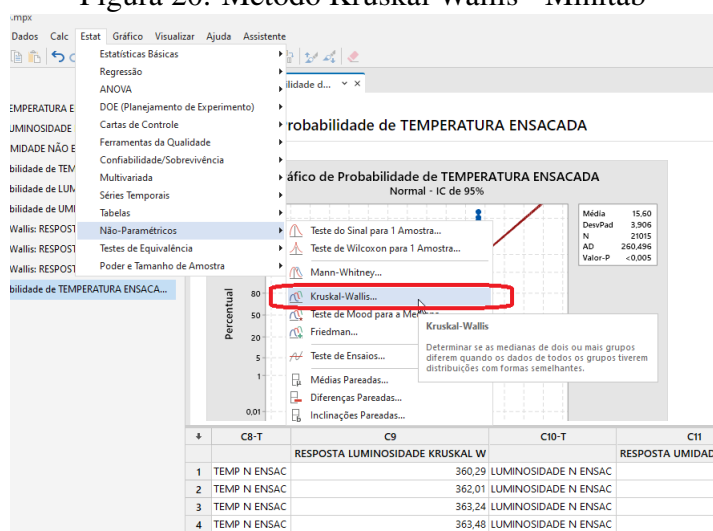 Figura 20: Método Kruskal Wallis - Minitab
.mpx
Dados Calc Estat Gráfico Visualizar Ajuda Assistente
Estatísticas Básicas
Regressão
ANOVA
DOE (Planejamento de Experimento)
Cartas de Controle
Ferramentas da Qualidade
Confiabilidade/Sobrevivência
Multivariada
Séries Temporais
Tabelas
Não-Paramétricos
Testes de Equivalência
Poder e Tamanho de Amostra
EMPERATURA E
UMINOSIDADE
MIDADE NÃO E
bilidade de TEM
bilidade de LUM
bilidade de UMI
Wallis: RESPOST
Wallis: RESPOST
Wallis: RESPOST
bilidade de TEMPERATURA ENSACA...
ilidade d...
robabilidade de TEMPERATURA ENSACADA
áfico de Probabilidade de TEMPERATURA ENSACADA
Normal - IC de 95%
Média 15,60
DesvPad 3,906
N 21015
AD 260,496
Valor-P <0,005
Teste do Sinal para 1 Amostra...
Teste de Wilcoxon para 1 Amostra...
Mann-Whitney...
Kruskal-Wallis...
Teste de Mood para a Mediana...
Friedman...
Teste de Ensaios...
Médias Pareadas...
Diferenças Pareadas...
Inclinações Pareadas...
Kruskal-Wallis
Determinar se as medianas de dois ou mais grupos
diferem quando os dados de todos os grupos tiverem
distribuições com formas semelhantes.
Percentual
80
50
20
5
1
0,01
C8-T C9 C10-T C11
RESPOSTA LUMINOSIDADE KRUSKAL W RESPOSTA UMIDAD
1 TEMP N ENSAC 360,29 LUMINOSIDADE N ENSAC
2 TEMP N ENSAC 362,01 LUMINOSIDADE N ENSAC
3 TEMP N ENSAC 363,24 LUMINOSIDADE N ENSAC
4 TEMP N ENSAC 363,48 LUMINOSIDADE N ENSAC